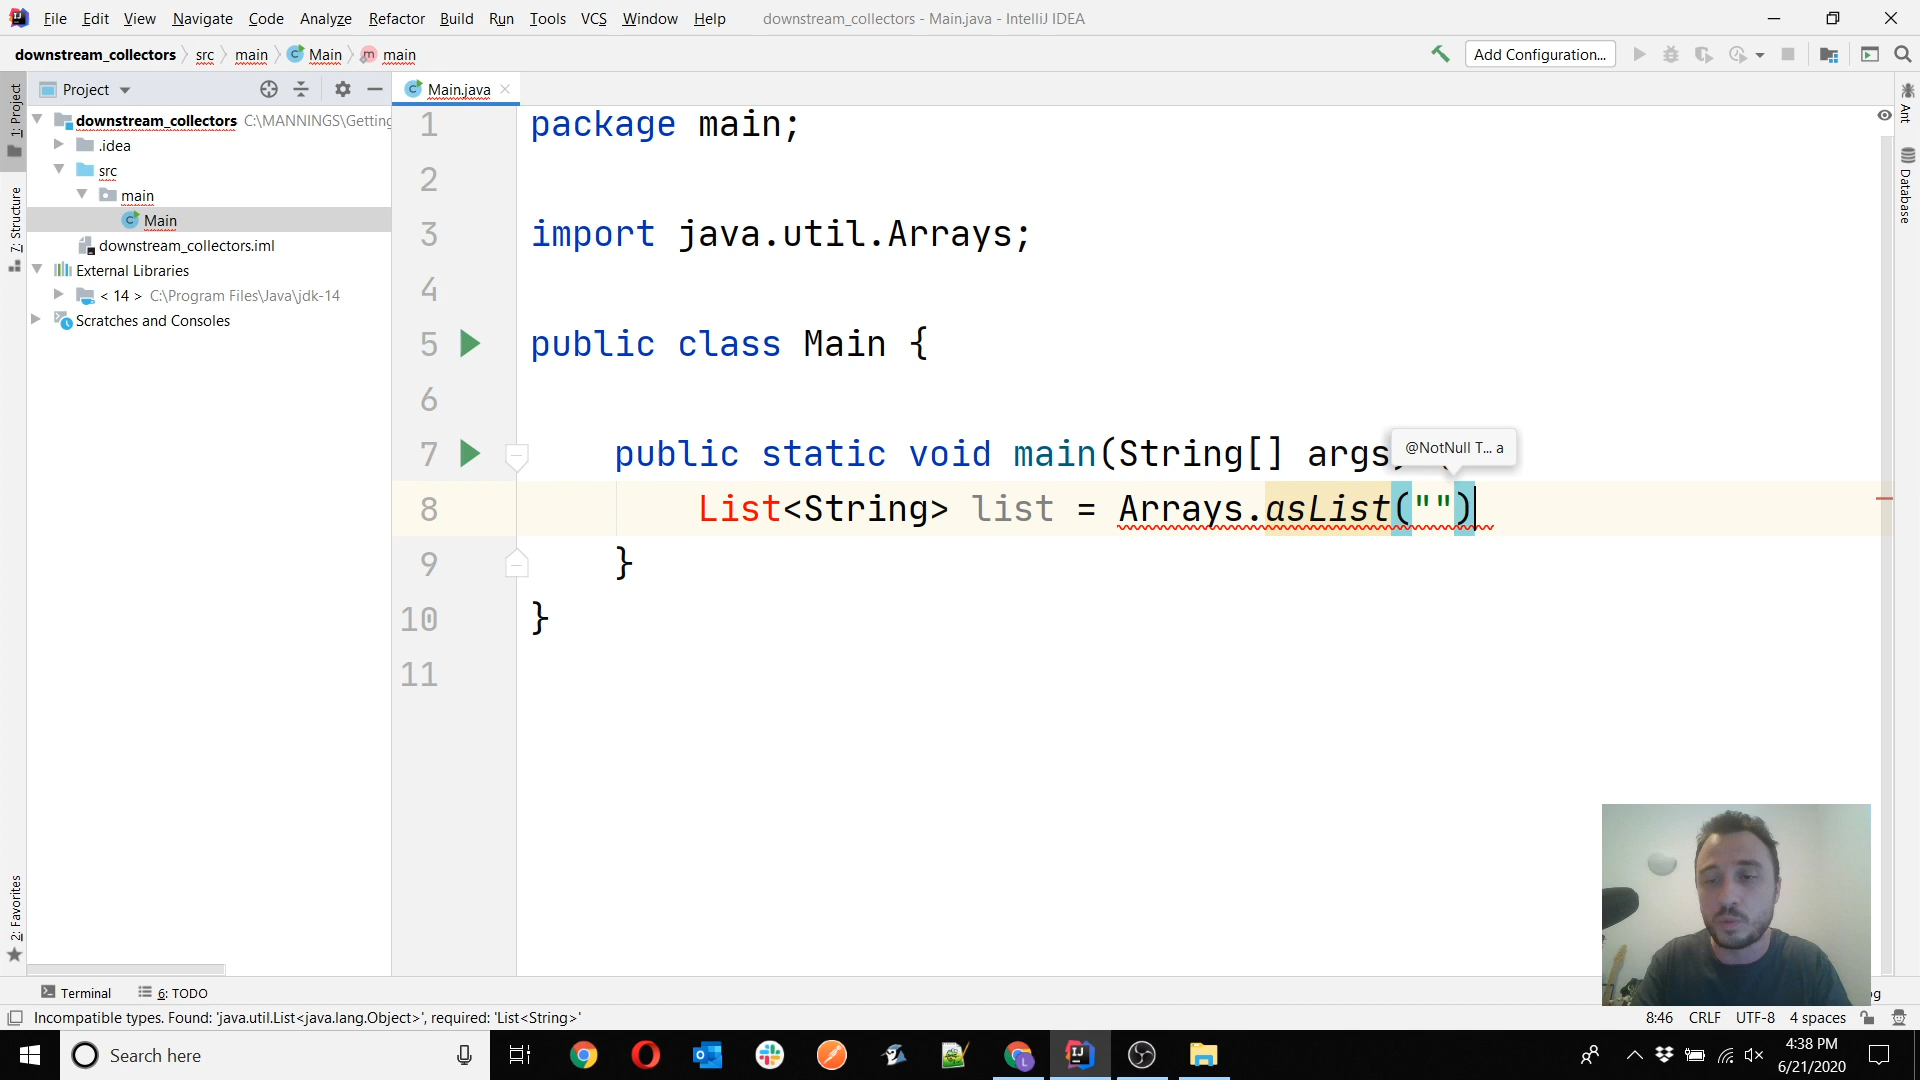 File Edit View Navigate Code Analyze Refactor Build Run Tools VCS Window Help downstream_collectors - Main.java - IntelliJ IDEA
downstream_collectors src main Main main Add Configuration...
1: Project
7: Structure
2: Favorites
Project
downstream_collectors C:\MANNINGS\Getting
.idea
src
main
Main
downstream_collectors.iml
External Libraries
< 14 > C:\Program Files\Java\jdk-14
Scratches and Consoles
Main.java
1 package main;
2
3 import java.util.Arrays;
4
5 public class Main {
6
7 public static void main(String[] args
@NotNull T... a
8 List<String> list = Arrays.asList("")
9 }
10 }
11
Ant
Database
Terminal 6: TODO
Incompatible types. Found: 'java.util.List<java.lang.Object>', required: 'List<String>'
8:46 CRLF UTF-8 4 spaces
Search here
4:38 PM
6/21/2020